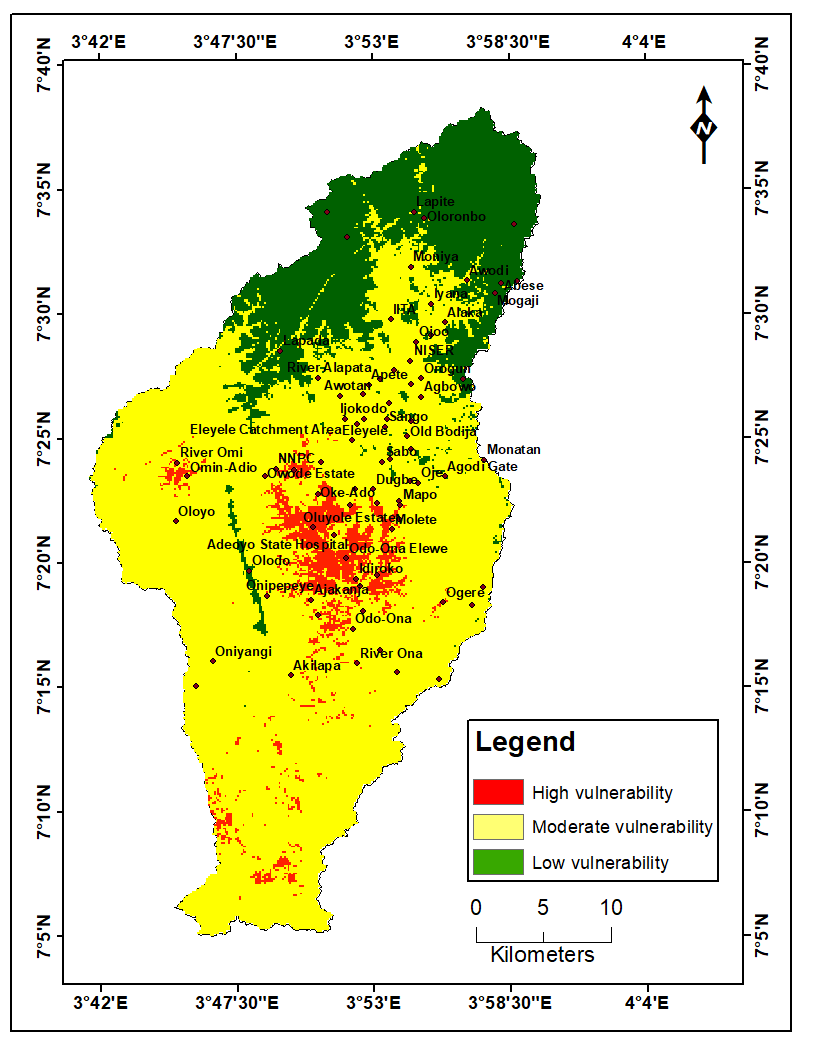 3°42'E 3°47'30"E 3°53'E 3°58'30"E 4°4'E
7°40'N 7°40'N
N
7°35'N 7°35'N
Lapite
Oloronbo
Moniya
Awodi
Abese
Iyana
Mogaji
7°30'N 7°30'N
IITA
Alaka
Ojoo
Lapada
NISER
River Alapata
Orogun
Apete
Awotan
Agbowo
Ijokodo
Sango
7°25'N 7°25'N
Eleyele Catchment Area
Eleyele
Old Bodija
River Omi
Sabo
Monatan
NNPC
Omin-Adio
Owode Estate
Agodi Gate
Dugbe
Oje
Oke-Ado
Mapo
Oloyo
Oluyole Estate
Molete
7°20'N 7°20'N
Adeoyo State Hospital
Odo-Ona Elewe
Olodo
Idiroko
Onipepeye
Ajakanja
Ogere
Odo-Ona
Oniyangi
River Ona
Akilapa
7°15'N 7°15'N
Legend
High vulnerability
7°10'N 7°10'N
Moderate vulnerability
Low vulnerability
0 5 10
Kilometers
7°5'N 7°5'N
3°42'E 3°47'30"E 3°53'E 3°58'30"E 4°4'E